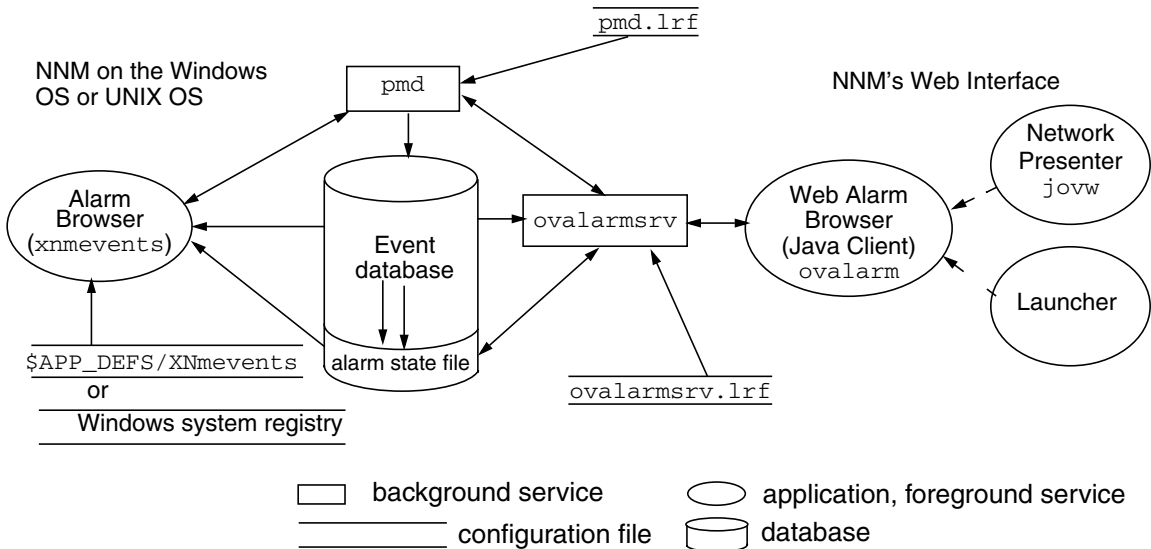 pmd.lrf
NNM on the Windows
OS or UNIX OS
pmd
NNM's Web Interface
Network
Presenter
jovw
Alarm
Browser
(xnmevents)
Event
database
ovalarmsrv
Web Alarm
Browser
(Java Client)
ovalarm
Launcher
$APP_DEFS/XNmevents
or
Windows system registry
alarm state file
ovalarmsrv.lrf
background service
application, foreground service
configuration file
database